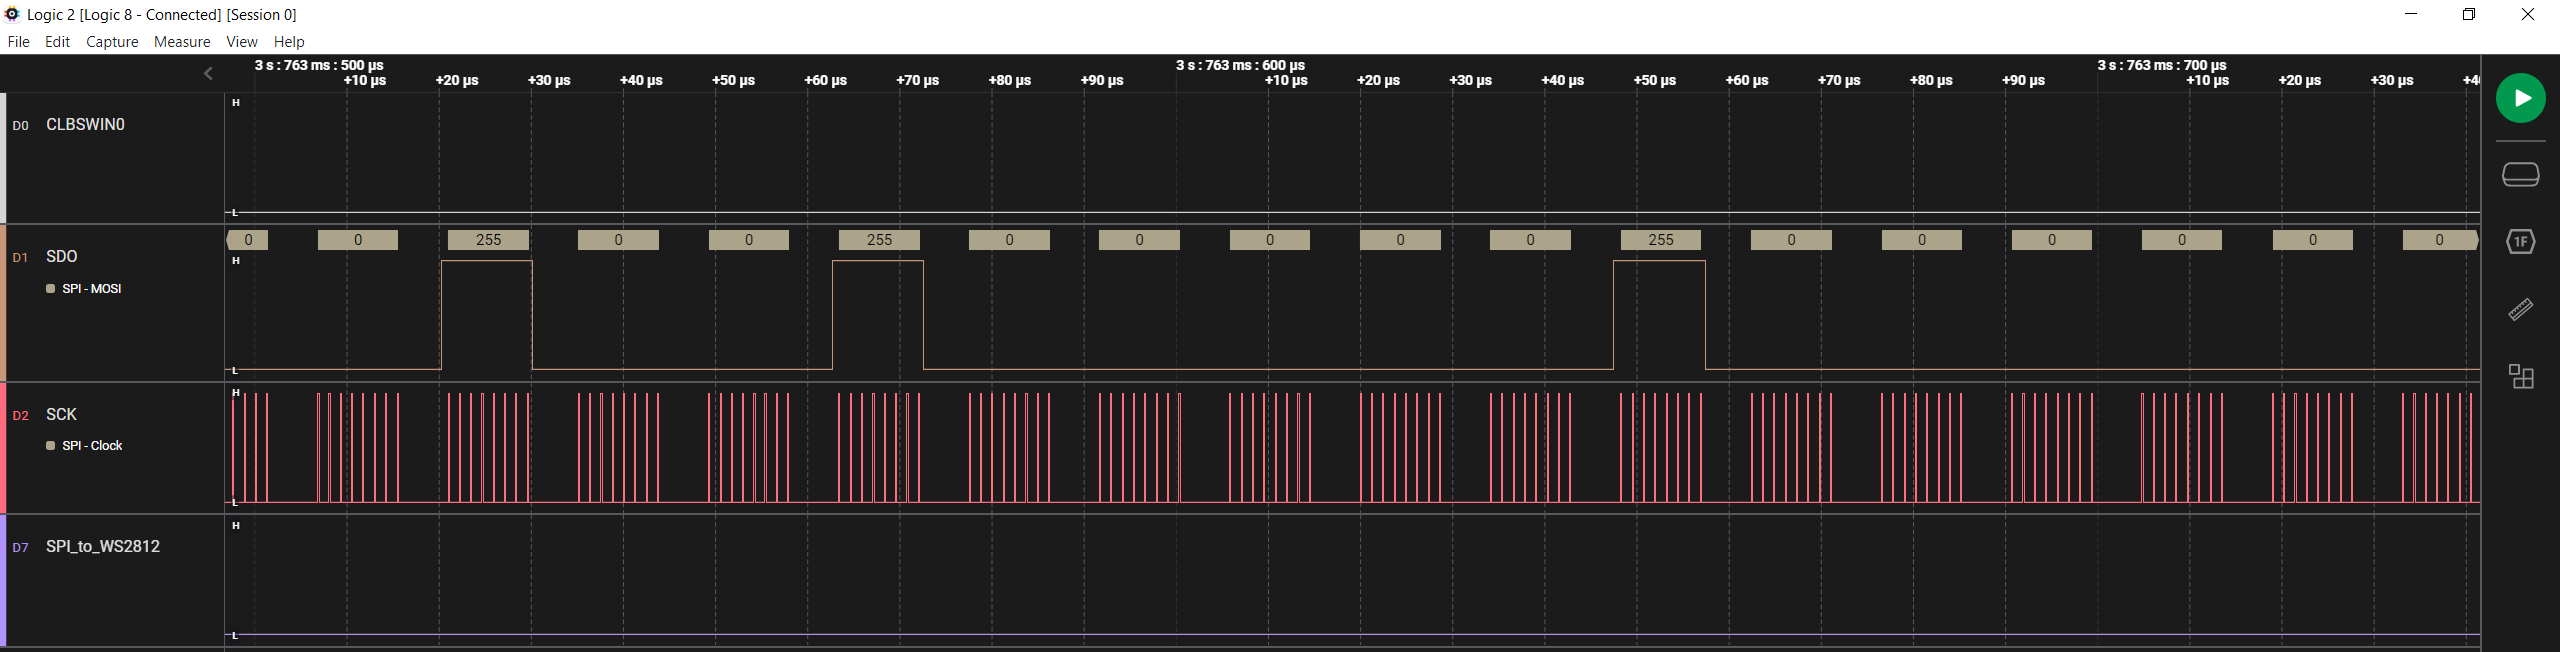 Logic 2 [Logic 8 - Connected] [Session 0]
File Edit Capture Measure View Help
3 s : 763 ms : 500 µs 3 s : 763 ms : 600 µs 3 s : 763 ms : 700 µs
+10 µs +20 µs +30 µs +40 µs +50 µs +60 µs +70 µs +80 µs +90 µs +10 µs +20 µs +30 µs +40 µs +50 µs +60 µs +70 µs +80 µs +90 µs +10 µs +20 µs +30 µs +4
H
D0 CLBSWIN0
L
0 0 255 0 0 255 0 0 0 0 0 255 0 0 0 0 0 0
D1 SDO
H
1F
SPI - MOSI
L
H
D2 SCK
SPI - Clock
L
H
D7 SPI_to_WS2812
L